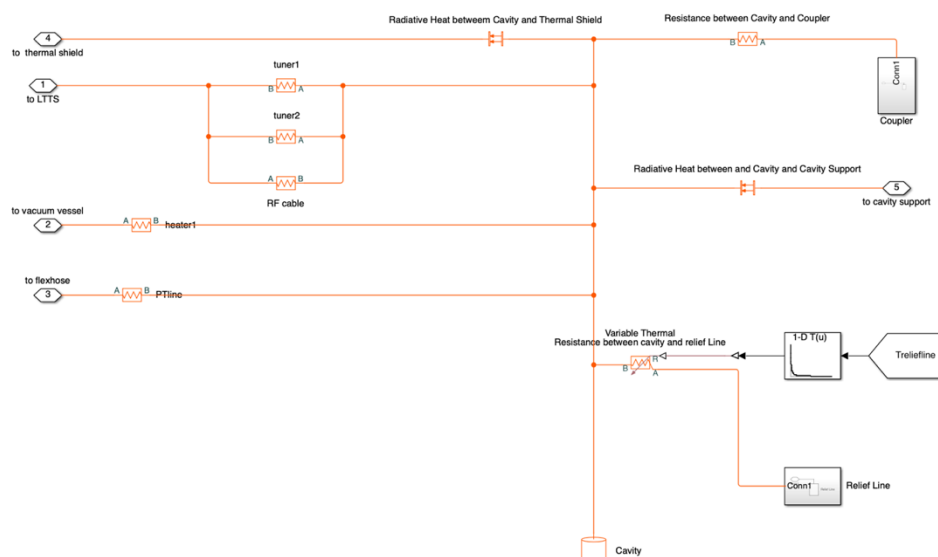 Radiative Heat betweem Cavity and Thermal Shield
Resistance between Cavity and Coupler
4
to thermal shield
B
A
Conn1
Coupler
tuner1
1
to LTTS
B
A
tuner2
B
A
Radiative Heat between and Cavity and Cavity Support
5
to cavity support
A
B
RF cable
to vacuum vessel
2
A
B
heater1
to flexhose
3
A
B
PTline
Variable Thermal
Resistance between cavity and relief Line
B
R
A
1-D T(u)
Treliefline
Conn1
Relief Line
Cavity